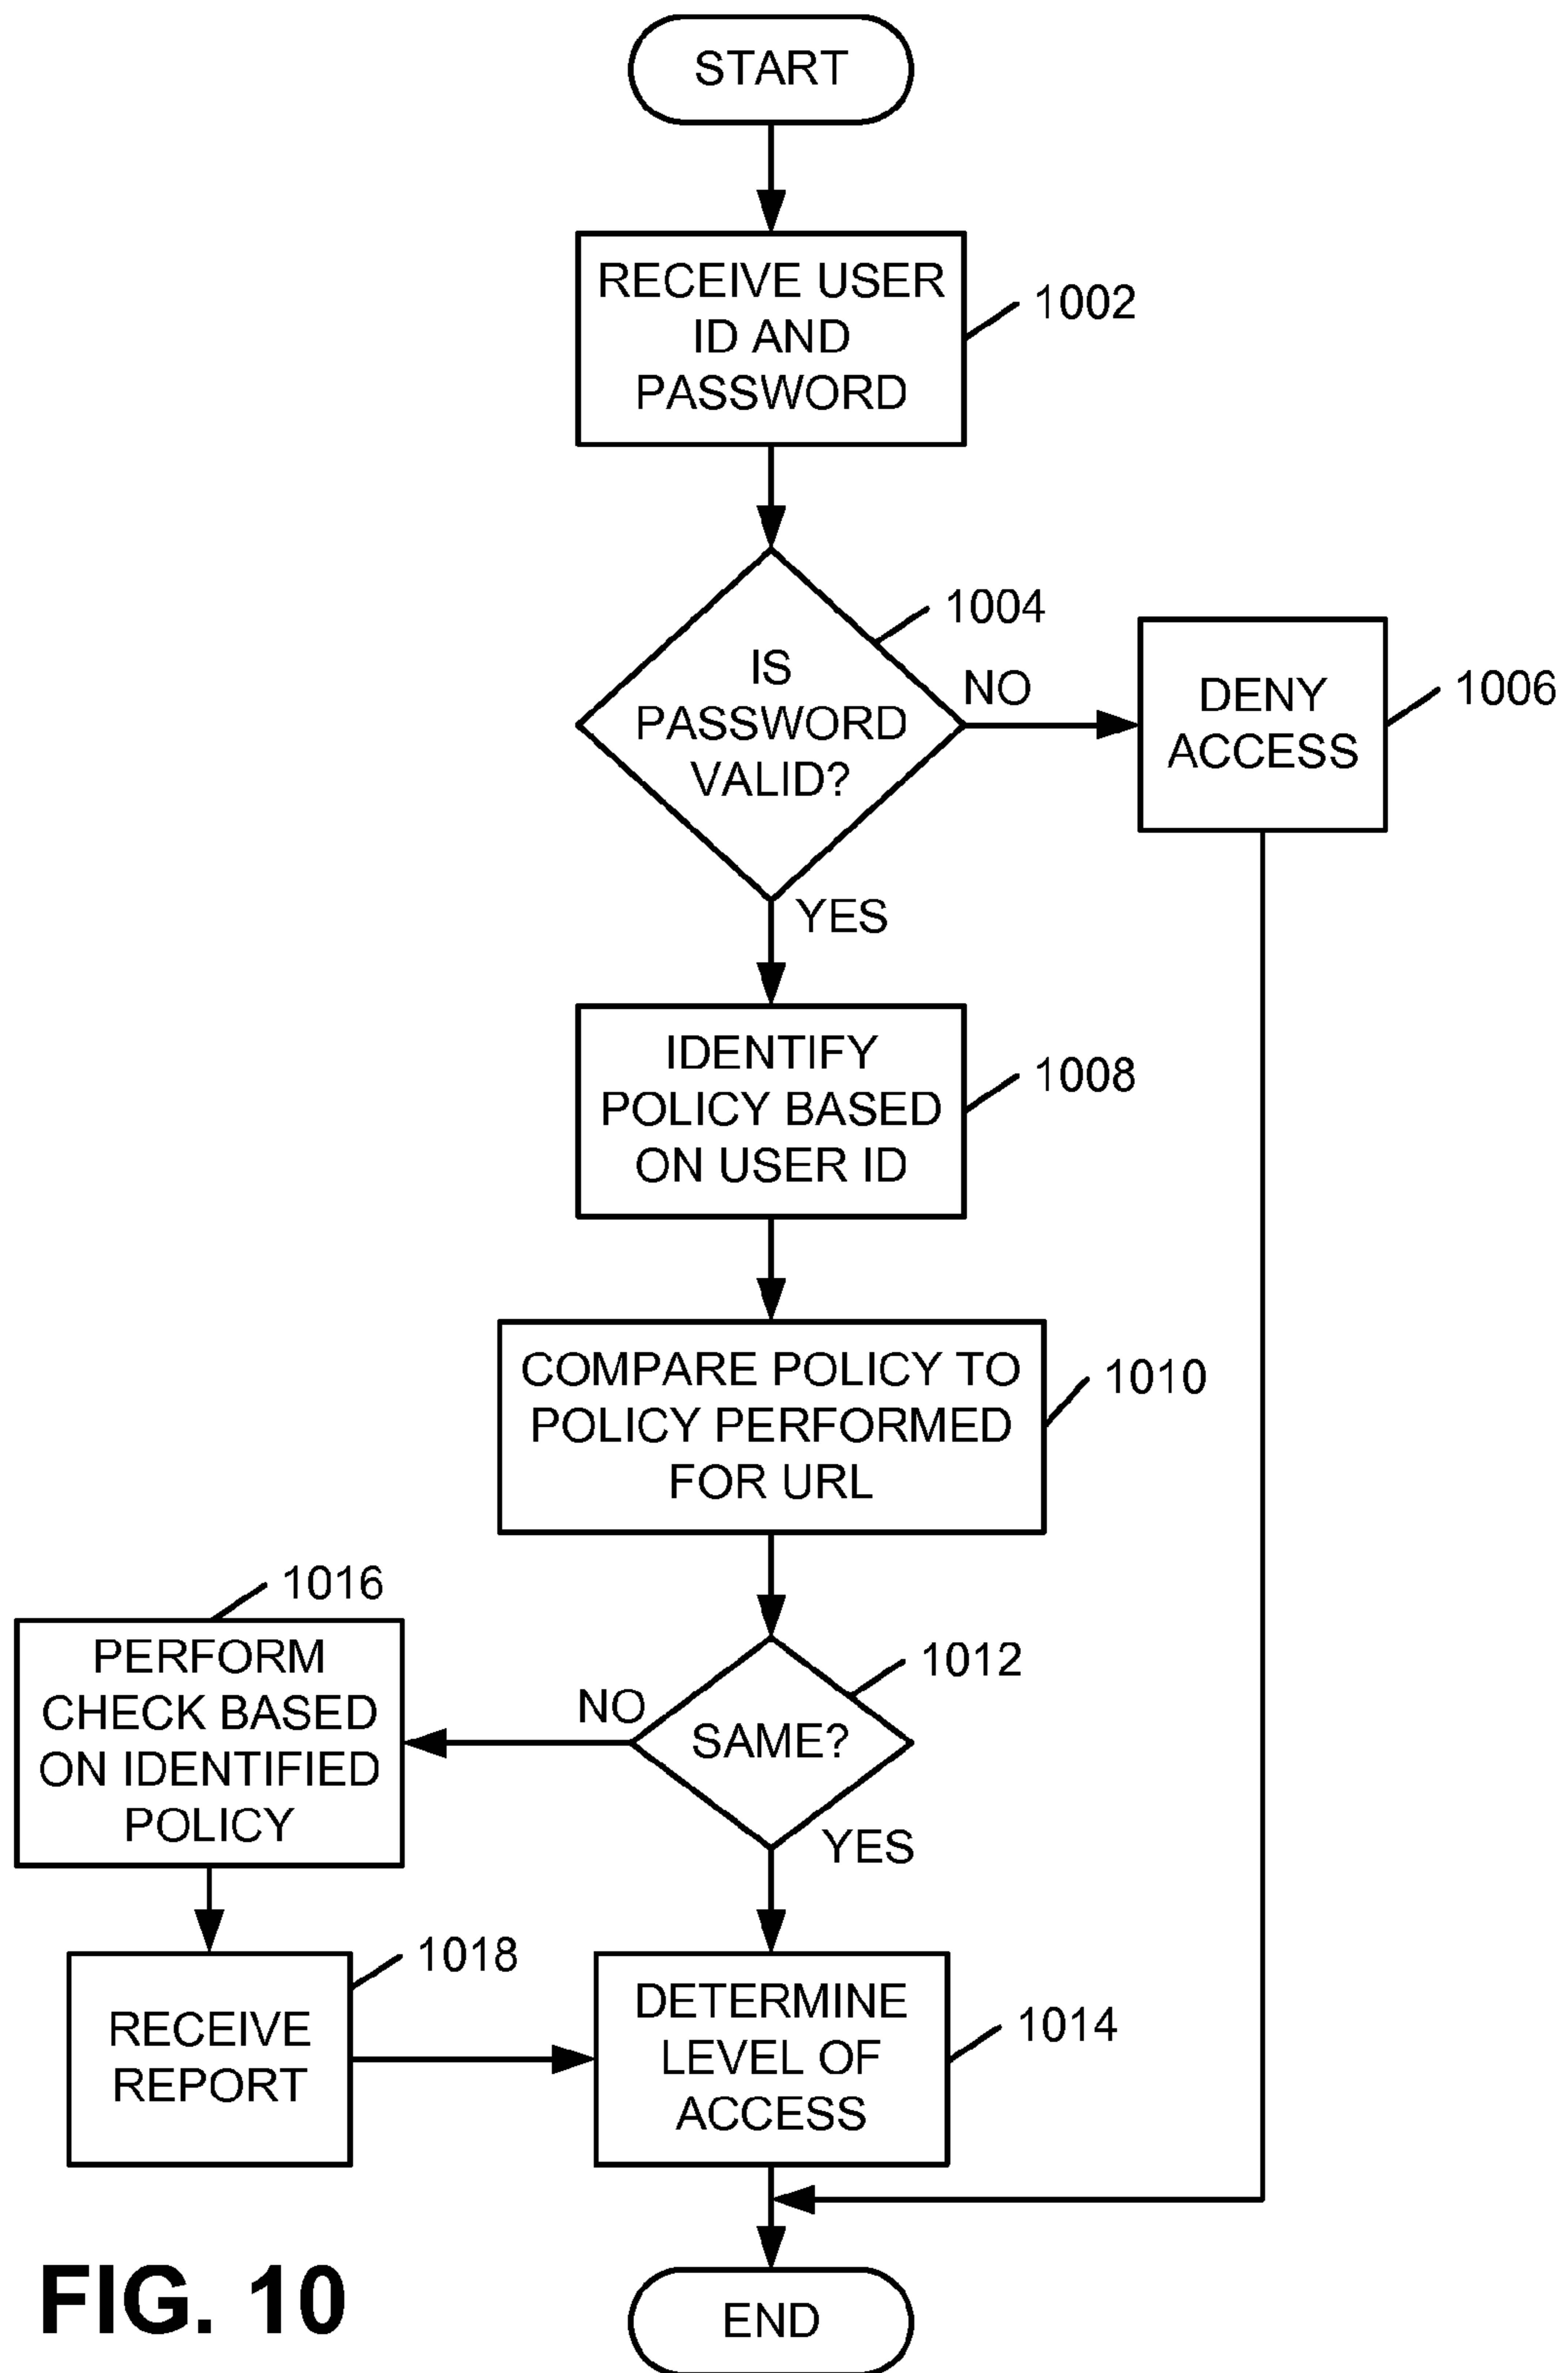 START
RECEIVE USER
ID AND
PASSWORD
1002
1004
IS
PASSWORD
VALID?
NO
DENY
ACCESS
1006
YES
IDENTIFY
POLICY BASED
ON USER ID
1008
COMPARE POLICY TO
POLICY PERFORMED
FOR URL
1010
1016
PERFORM
CHECK BASED
ON IDENTIFIED
POLICY
NO
1012
SAME?
YES
1018
RECEIVE
REPORT
DETERMINE
LEVEL OF
ACCESS
1014
FIG. 10
END